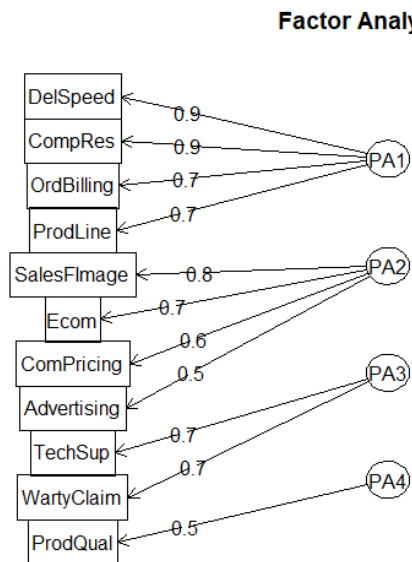 Factor Analy
DelSpeed
0.9
CompRes
0.9
PA1
OrdBilling
0.7
ProdLine
0.7
SalesFImage
0.8
PA2
Ecom
0.7
ComPricing
0.6
Advertising
0.5
PA3
TechSup
0.7
WartyClaim
0.7
PA4
ProdQual
0.5